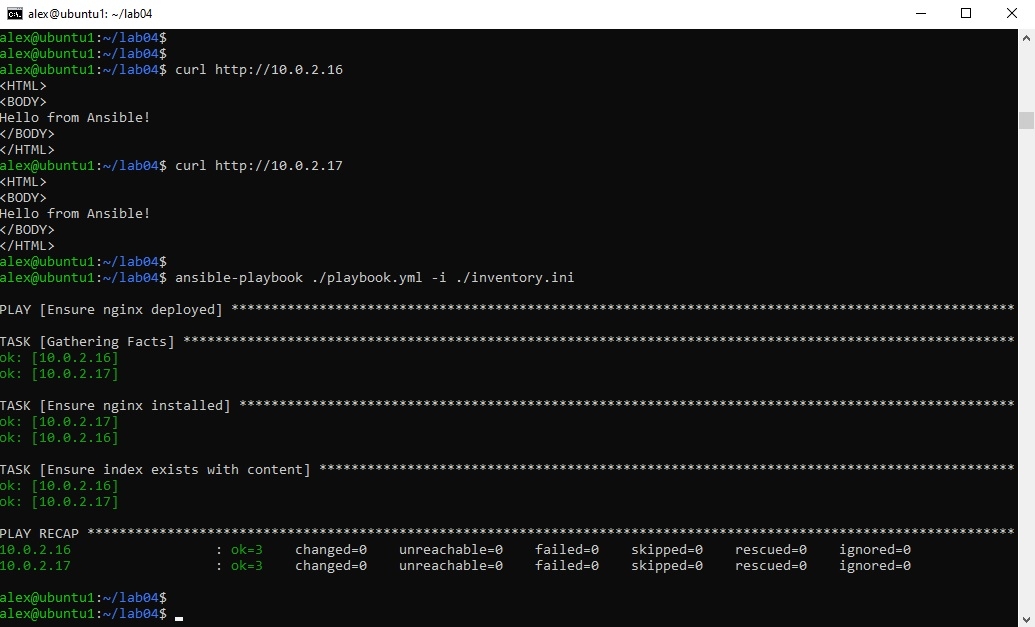 alex@ubuntu1: ~/lab04
alex@ubuntu1:~/lab04$
alex@ubuntu1:~/lab04$
alex@ubuntu1:~/lab04$ curl http://10.0.2.16
<HTML>
<BODY>
Hello from Ansible!
</BODY>
</HTML>
alex@ubuntu1:~/lab04$ curl http://10.0.2.17
<HTML>
<BODY>
Hello from Ansible!
</BODY>
</HTML>
alex@ubuntu1:~/lab04$
alex@ubuntu1:~/lab04$ ansible-playbook ./playbook.yml -i ./inventory.ini
PLAY [Ensure nginx deployed] **************************************************************************************************
TASK [Gathering Facts] ********************************************************************************************************
ok: [10.0.2.16]
ok: [10.0.2.17]
TASK [Ensure nginx installed] *************************************************************************************************
ok: [10.0.2.17]
ok: [10.0.2.16]
TASK [Ensure index exists with content] ***************************************************************************************
ok: [10.0.2.16]
ok: [10.0.2.17]
PLAY RECAP ********************************************************************************************************************
10.0.2.16                  : ok=3    changed=0    unreachable=0    failed=0    skipped=0    rescued=0    ignored=0
10.0.2.17                  : ok=3    changed=0    unreachable=0    failed=0    skipped=0    rescued=0    ignored=0
alex@ubuntu1:~/lab04$
alex@ubuntu1:~/lab04$